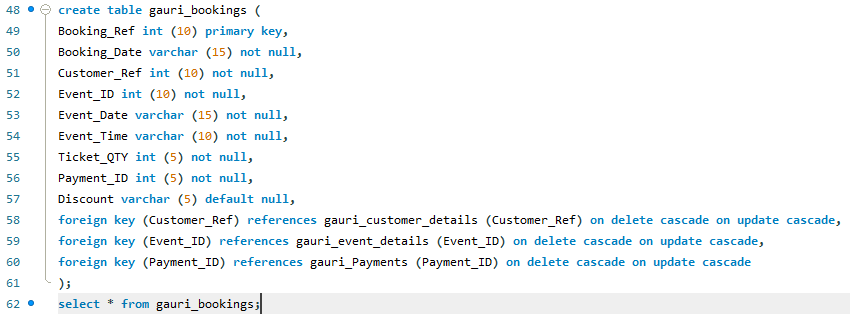 48 create table gauri_bookings (
49 Booking_Ref int (10) primary key,
50 Booking_Date varchar (15) not null,
51 Customer_Ref int (10) not null,
52 Event_ID int (10) not null,
53 Event_Date varchar (15) not null,
54 Event_Time varchar (10) not null,
55 Ticket_QTY int (5) not null,
56 Payment_ID int (5) not null,
57 Discount varchar (5) default null,
58 foreign key (Customer_Ref) references gauri_customer_details (Customer_Ref) on delete cascade on update cascade,
59 foreign key (Event_ID) references gauri_event_details (Event_ID) on delete cascade on update cascade,
60 foreign key (Payment_ID) references gauri_Payments (Payment_ID) on delete cascade on update cascade
61 );
62 select * from gauri_bookings;